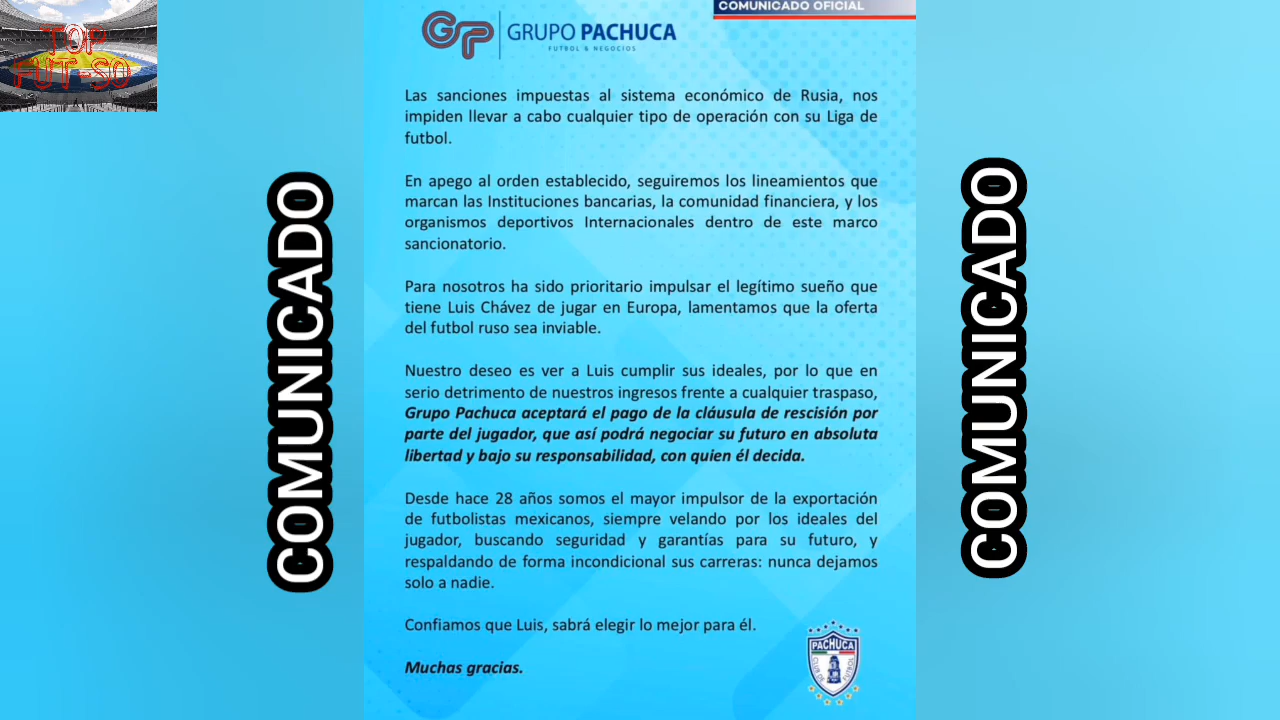 TOP
FUT-SO
COMUNICADO OFICIAL
GP
GRUPO PACHUCA
FUTBOL & NEGOCIOS
Las sanciones impuestas al sistema económico de Rusia, nos
impiden llevar a cabo cualquier tipo de operación con su Liga de
futbol.
En apego al orden establecido, seguiremos los lineamientos que
marcan las Instituciones bancarias, la comunidad financiera, y los
organismos deportivos Internacionales dentro de este marco
sancionatorio.
Para nosotros ha sido prioritario impulsar el legítimo sueño que
tiene Luis Chávez de jugar en Europa, lamentamos que la oferta
del futbol ruso sea inviable.
Nuestro deseo es ver a Luis cumplir sus ideales, por lo que en
serio detrimento de nuestros ingresos frente a cualquier traspaso,
Grupo Pachuca aceptará el pago de la cláusula de rescisión por
parte del jugador, que así podrá negociar su futuro en absoluta
libertad y bajo su responsabilidad, con quien él decida.
Desde hace 28 años somos el mayor impulsor de la exportación
de futbolistas mexicanos, siempre velando por los ideales del
jugador, buscando seguridad y garantías para su futuro, y
respaldando de forma incondicional sus carreras: nunca dejamos
solo a nadie.
Confiamos que Luis, sabrá elegir lo mejor para él.
Muchas gracias.
PACHUCA
CLUB DE FUTBOL
COMUNICADO
COMUNICADO